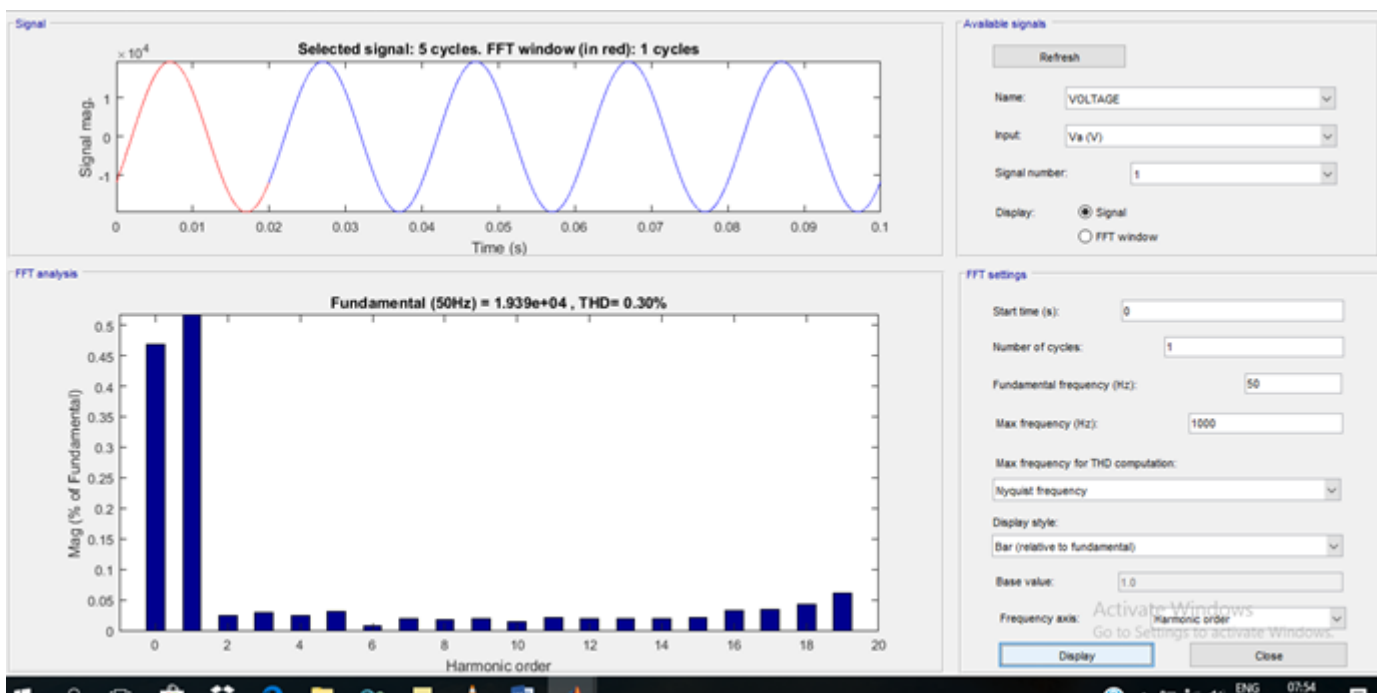 Signal
Selected signal: 5 cycles. FFT window (in red): 1 cycles
×10^4
1
0
-1
Signal mag.
0 0.01 0.02 0.03 0.04 0.05 0.06 0.07 0.08 0.09 0.1
Time (s)
Available signals
Refresh
Name: VOLTAGE
Input: Va (V)
Signal number: 1
Display: Signal
FFT window
FFT analysis
Fundamental (50Hz) = 1.939e+04 , THD= 0.30%
0.5
0.45
0.4
0.35
0.3
0.25
0.2
0.15
0.1
0.05
0
Mag (% of Fundamental)
0 2 4 6 8 10 12 14 16 18 20
Harmonic order
FFT settings
Start time (s): 0
Number of cycles: 1
Fundamental frequency (Hz): 50
Max frequency (Hz): 1000
Max frequency for THD computation:
Nyquist frequency
Display style:
Bar (relative to fundamental)
Base value: 1.0
Activate Windows
Frequency axis: Harmonic order
Go to Settings to activate Windows.
Display Close
ENG 07:54